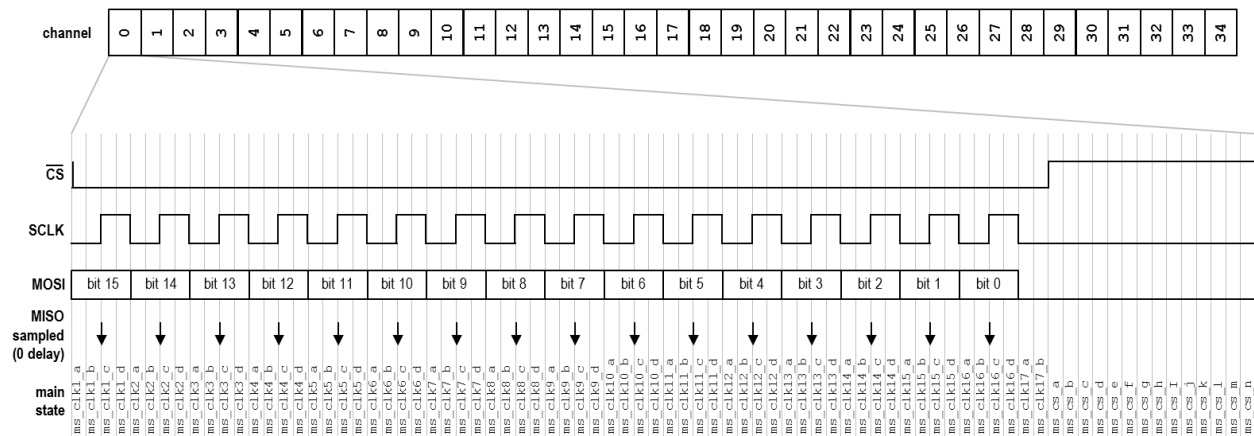 channel 0 1 2 3 4 5 6 7 8 9 10 11 12 13 14 15 16 17 18 19 20 21 22 23 24 25 26 27 28 29 30 31 32 33 34
CS
SCLK
MOSI bit 15 bit 14 bit 13 bit 12 bit 11 bit 10 bit 9 bit 8 bit 7 bit 6 bit 5 bit 4 bit 3 bit 2 bit 1 bit 0
MISO
sampled
(0 delay)
main
state
ms_clk1_a
ms_clk1_b
ms_clk1_c
ms_clk1_d
ms_clk2_a
ms_clk2_b
ms_clk2_c
ms_clk2_d
ms_clk3_a
ms_clk3_b
ms_clk3_c
ms_clk3_d
ms_clk4_a
ms_clk4_b
ms_clk4_c
ms_clk4_d
ms_clk5_a
ms_clk5_b
ms_clk5_c
ms_clk5_d
ms_clk6_a
ms_clk6_b
ms_clk6_c
ms_clk6_d
ms_clk7_a
ms_clk7_b
ms_clk7_c
ms_clk7_d
ms_clk8_a
ms_clk8_b
ms_clk8_c
ms_clk8_d
ms_clk9_a
ms_clk9_b
ms_clk9_c
ms_clk9_d
ms_clk10_a
ms_clk10_b
ms_clk10_c
ms_clk10_d
ms_clk11_a
ms_clk11_b
ms_clk11_c
ms_clk11_d
ms_clk12_a
ms_clk12_b
ms_clk12_c
ms_clk12_d
ms_clk13_a
ms_clk13_b
ms_clk13_c
ms_clk13_d
ms_clk14_a
ms_clk14_b
ms_clk14_c
ms_clk14_d
ms_clk15_a
ms_clk15_b
ms_clk15_c
ms_clk15_d
ms_clk16_a
ms_clk16_b
ms_clk16_c
ms_clk16_d
ms_clk17_a
ms_clk17_b
ms_cs_a
ms_cs_b
ms_cs_c
ms_cs_d
ms_cs_e
ms_cs_f
ms_cs_g
ms_cs_h
ms_cs_I
ms_cs_j
ms_cs_k
ms_cs_l
ms_cs_m
ms_cs_n